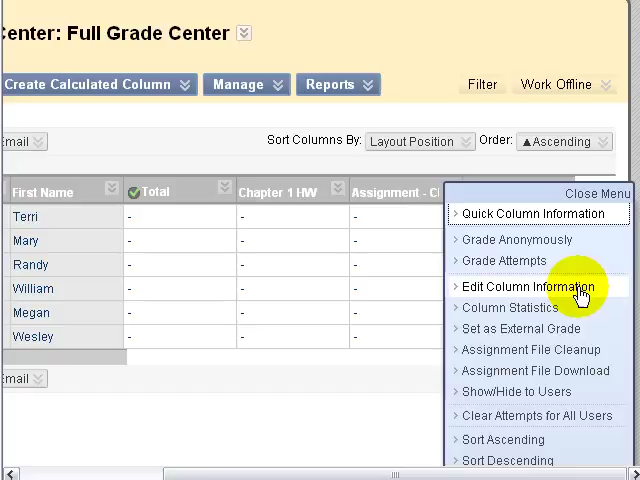 enter: Full Grade Center
Create Calculated Column Manage Reports Filter Work Offline
Email Sort Columns By: Layout Position Order: ▲Ascending
First Name Total Chapter 1 HW Assignment - C
Terri - - -
Mary - - -
Randy - - -
William - - -
Megan - - -
Wesley - - -
Email
Close Menu
Quick Column Information
Grade Anonymously
Grade Attempts
Edit Column Information
Column Statistics
Set as External Grade
Assignment File Cleanup
Assignment File Download
Show/Hide to Users
Clear Attempts for All Users
Sort Ascending
Sort Descending